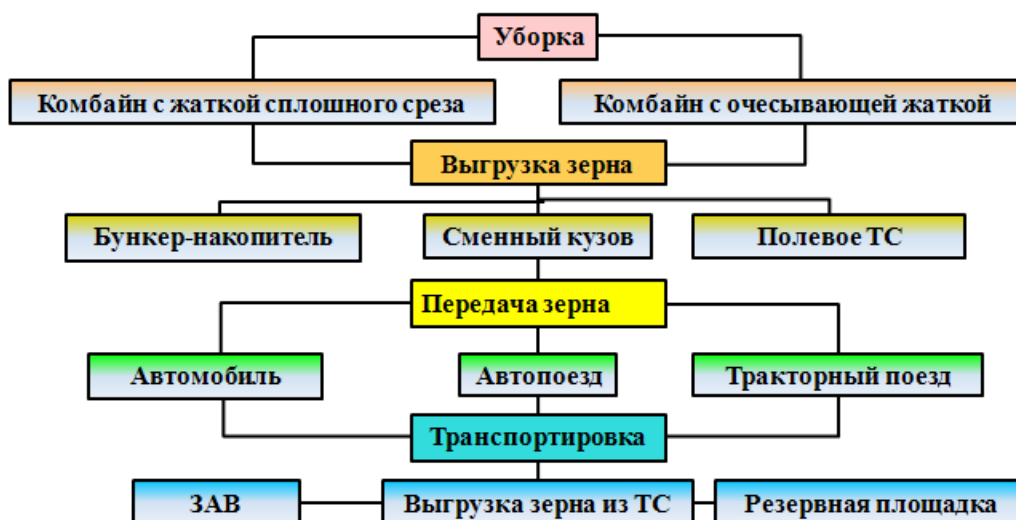 Уборка
Комбайн с жаткой сплошного среза
Комбайн с очесывающей жаткой
Выгрузка зерна
Бункер-накопитель
Сменный кузов
Полевое ТС
Передача зерна
Автомобиль
Автопоезд
Тракторный поезд
Транспортировка
ЗАВ
Выгрузка зерна из ТС
Резервная площадка